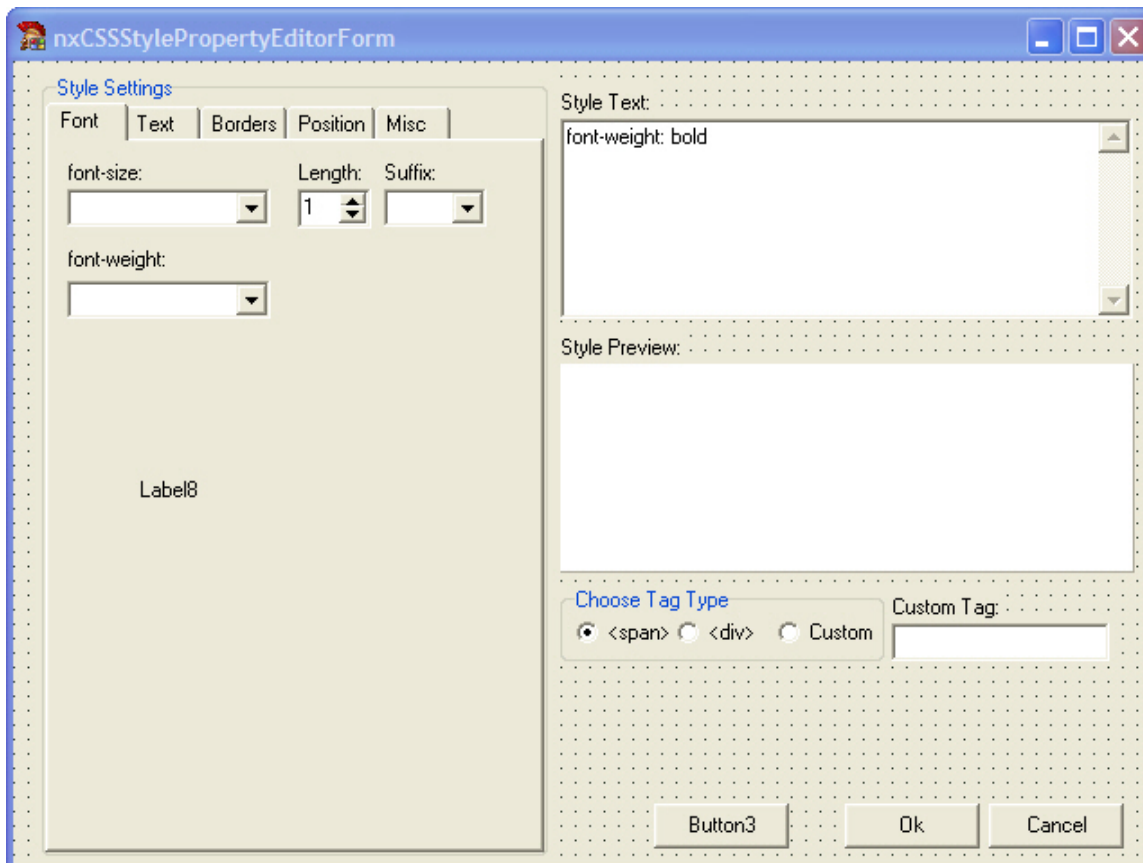 nxCSSStylePropertyEditorForm
Style Settings
Font Text Borders Position Misc
font-size: Length: Suffix:
1
font-weight:
Label8
Style Text:
font-weight: bold
Style Preview:
Choose Tag Type
<span> <div> Custom
Custom Tag:
Button3 Ok Cancel